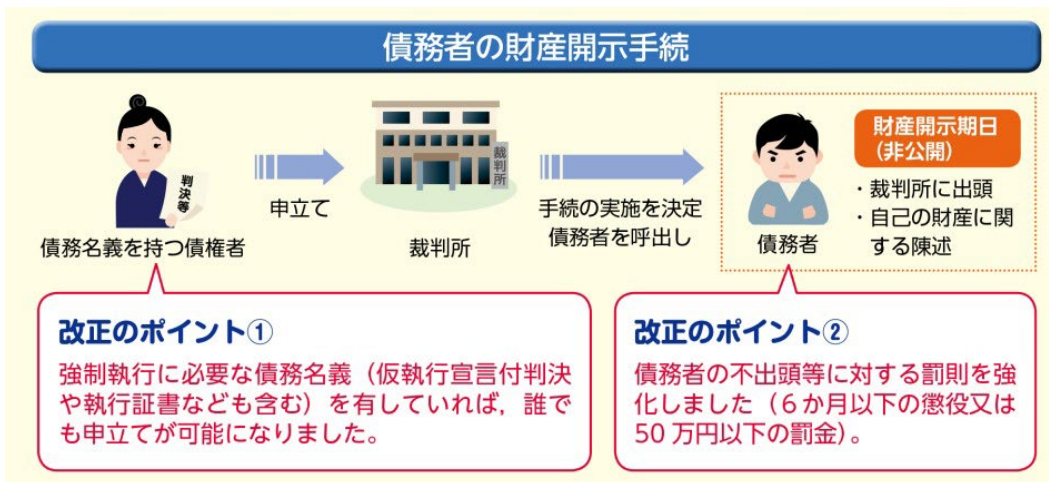 債務者の財産開示手続
判決等
債務名義を持つ債権者
申立て
裁判所
裁判所
手続の実施を決定
債務者を呼出し
債務者
財産開示期日
(非公開)
・裁判所に出頭
・自己の財産に関
する陳述
改正のポイント①
強制執行に必要な債務名義（仮執行宣言付判決
や執行証書なども含む）を有していれば，誰で
も申立てが可能になりました。
改正のポイント②
債務者の不出頭等に対する罰則を強
化しました（６か月以下の懲役又は
50 万円以下の罰金）。